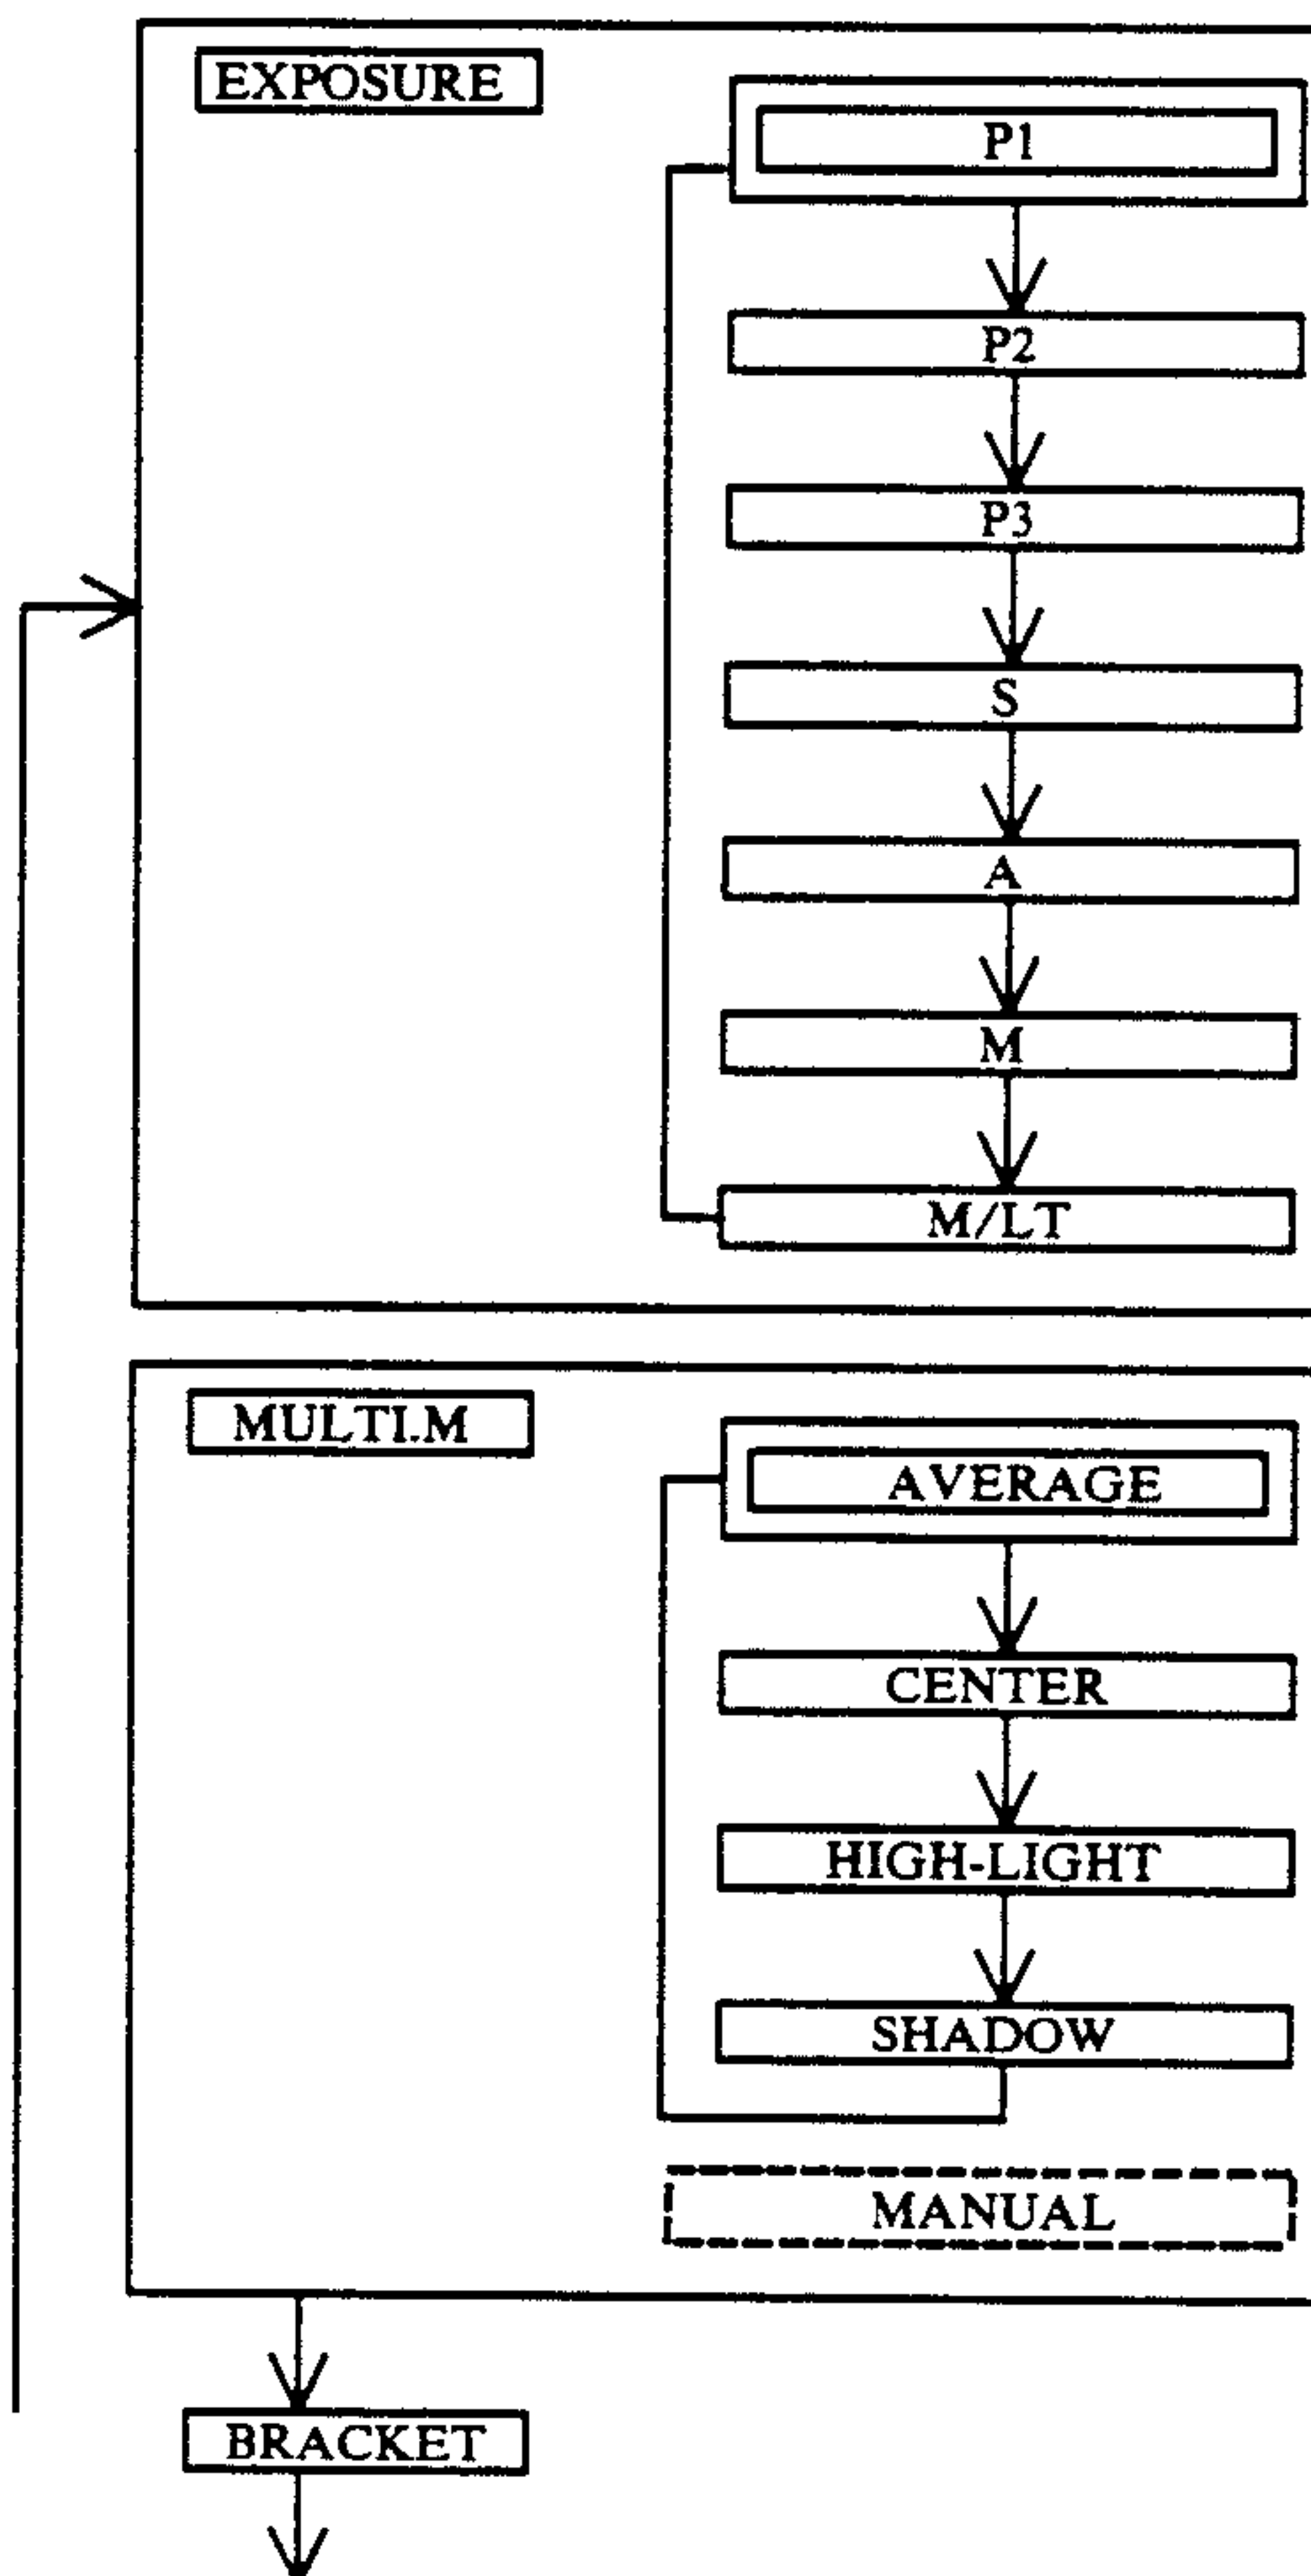 EXPOSURE
P1
P2
P3
S
A
M
M/LT
MULTI.M
AVERAGE
CENTER
HIGH-LIGHT
SHADOW
MANUAL
BRACKET